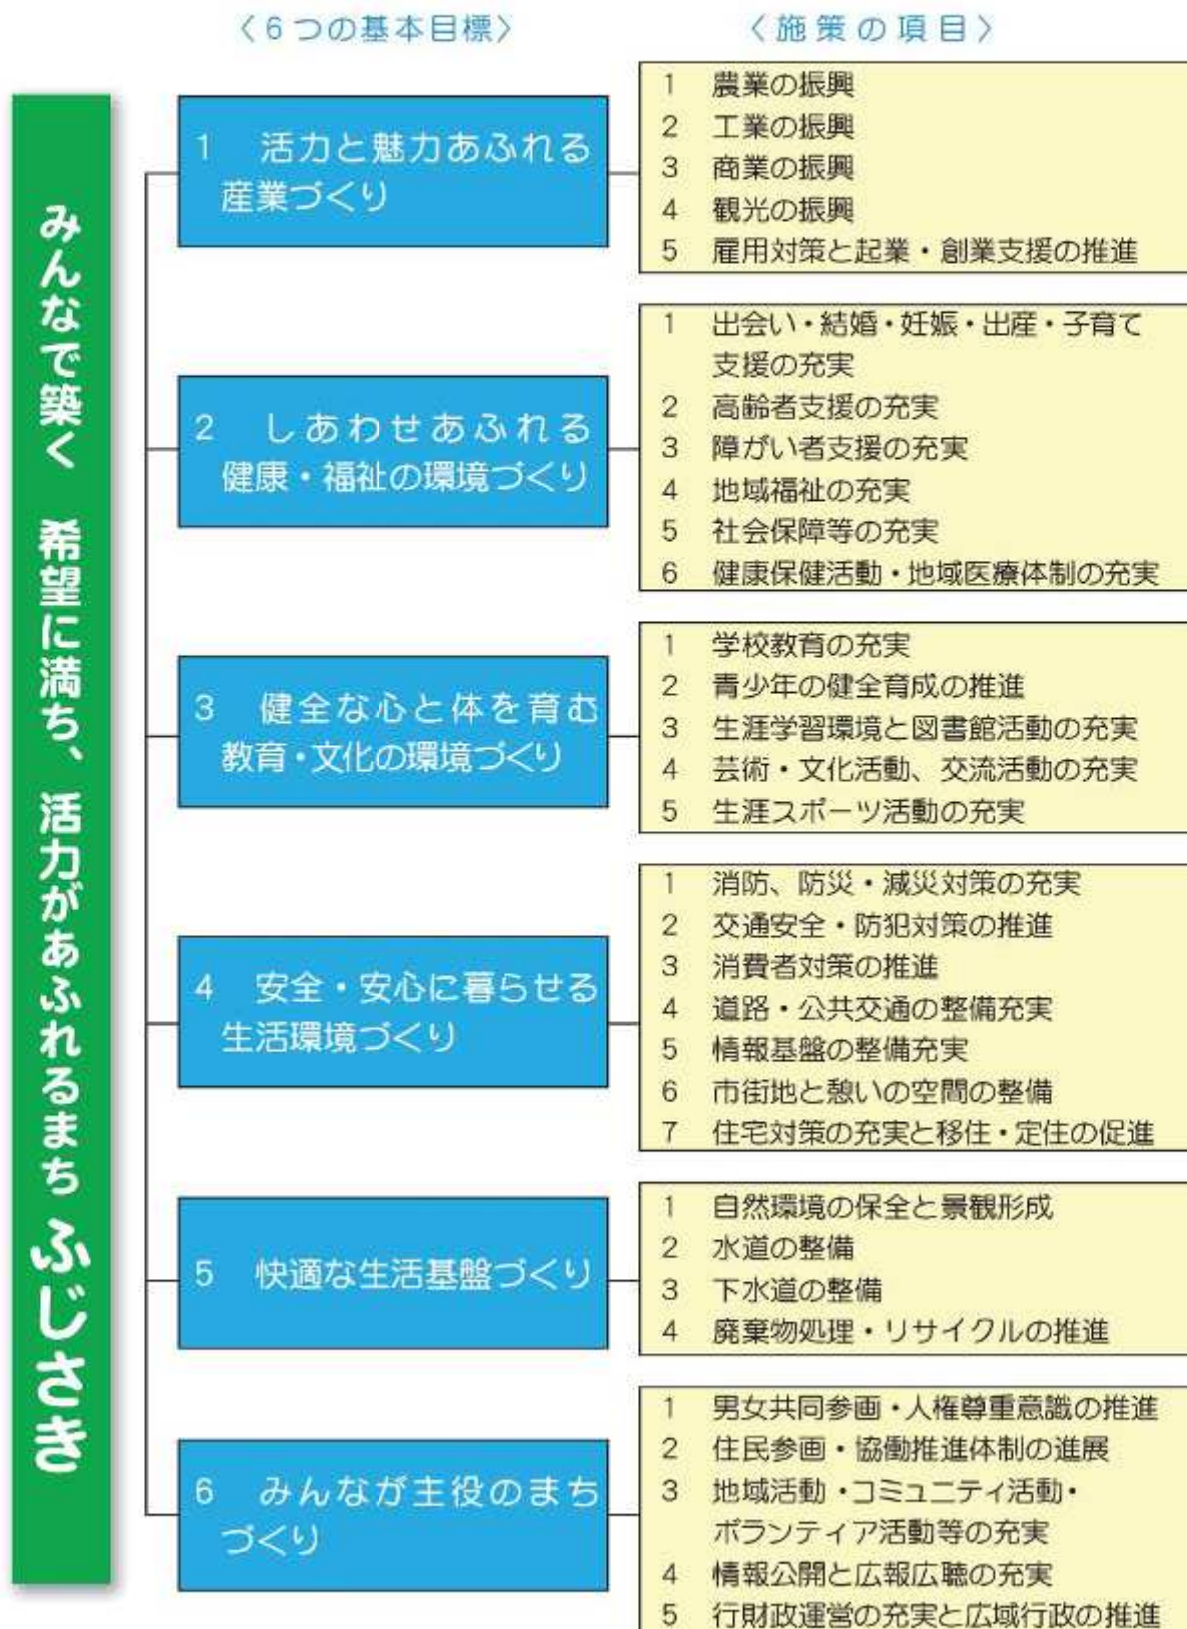 〈6つの基本目標〉
〈施策の項目〉
みんなで築く 希望に満ち、活力があふれるまち ふじさき
1 活力と魅力あふれる
産業づくり
1 農業の振興
2 工業の振興
3 商業の振興
4 観光の振興
5 雇用対策と起業・創業支援の推進
2 しあわせあふれる
健康・福祉の環境づくり
1 出会い・結婚・妊娠・出産・子育て
支援の充実
2 高齢者支援の充実
3 障がい者支援の充実
4 地域福祉の充実
5 社会保障等の充実
6 健康保健活動・地域医療体制の充実
3 健全な心と体を育む
教育・文化の環境づくり
1 学校教育の充実
2 青少年の健全育成の推進
3 生涯学習環境と図書館活動の充実
4 芸術・文化活動、交流活動の充実
5 生涯スポーツ活動の充実
4 安全・安心に暮らせる
生活環境づくり
1 消防、防災・減災対策の充実
2 交通安全・防犯対策の推進
3 消費者対策の推進
4 道路・公共交通の整備充実
5 情報基盤の整備充実
6 市街地と憩いの空間の整備
7 住宅対策の充実と移住・定住の促進
5 快適な生活基盤づくり
1 自然環境の保全と景観形成
2 水道の整備
3 下水道の整備
4 廃棄物処理・リサイクルの推進
6 みんなが主役のまち
づくり
1 男女共同参画・人権尊重意識の推進
2 住民参画・協働推進体制の進展
3 地域活動・コミュニティ活動・
ボランティア活動等の充実
4 情報公開と広報広聴の充実
5 行財政運営の充実と広域行政の推進